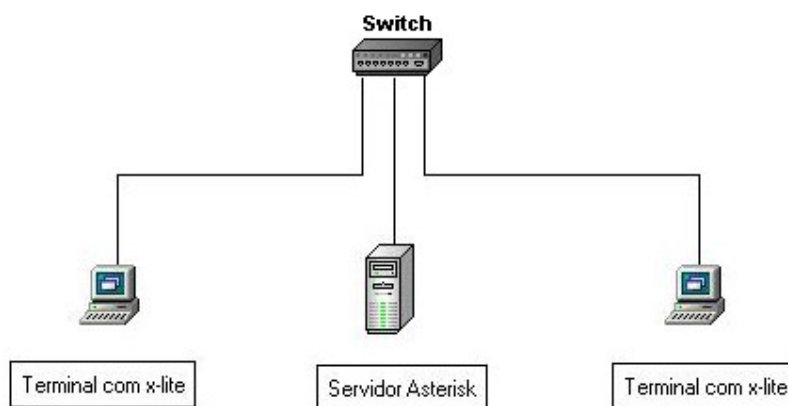 Switch
Terminal com x-lite
Servidor Asterisk
Terminal com x-lite